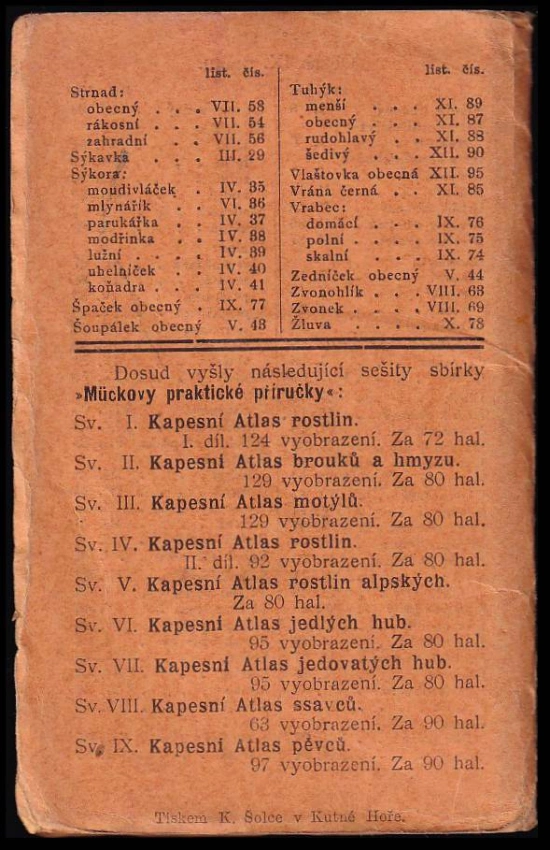 list. čís.
Strnad:
obecný . . . VII. 53
rákosní . . . VII. 54
zahradní . . . VII. 56
Sýkavka . . . III. 29
Sýkora:
moudivláček . IV. 35
mlynářík . . VI. 36
parukářka . . IV. 37
modřinka . . IV. 38
lužní . . . . IV. 39
uhelníček . . IV. 40
koňadra . . . IV. 41
Špaček obecný . IX. 77
Šoupálek obecný V. 43
list. čís.
Tuhýk:
menší . . . XI. 89
obecný . . . XI. 87
rudohlavý . . XI. 88
šedivý . . . XII. 90
Vlaštovka obecná XII. 95
Vrána černá . . XI. 85
Vrabec:
domácí . . . IX. 76
polní . . . . IX. 75
skalní . . . IX. 74
Zedníček obecný V. 44
Zvonohlík . . . VIII. 63
Zvonek . . . . VIII. 69
Žluva . . . . X. 78
Dosud vyšly následující sešity sbírky
»Mückovy praktické příručky«:
Sv. I. Kapesní Atlas rostlin.
I. díl. 124 vyobrazení. Za 72 hal.
Sv. II. Kapesní Atlas brouků a hmyzu.
129 vyobrazení. Za 80 hal.
Sv. III. Kapesní Atlas motýlů.
129 vyobrazení. Za 80 hal.
Sv. IV. Kapesní Atlas rostlin.
II. díl. 92 vyobrazení. Za 80 hal.
Sv. V. Kapesní Atlas rostlin alpských.
Za 80 hal.
Sv. VI. Kapesní Atlas jedlých hub.
95 vyobrazení. Za 80 hal.
Sv. VII. Kapesní Atlas jedovatých hub.
95 vyobrazení. Za 80 hal.
Sv. VIII. Kapesní Atlas ssavců.
63 vyobrazení. Za 90 hal.
Sv. IX. Kapesní Atlas pěvců.
97 vyobrazení. Za 90 hal.
Tiskem K. Šolce v Kutné Hoře.